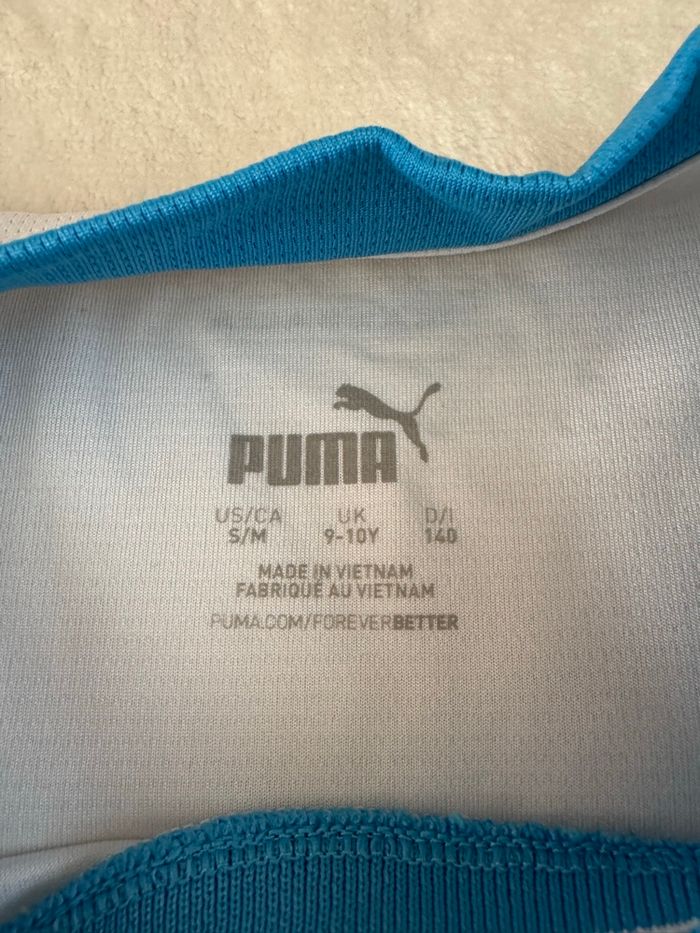 PUMA
US/CA UK D/I
S/M 9-10Y 140
MADE IN VIETNAM
FABRIQUÉ AU VIETNAM
PUMA.COM/FOREVERBETTER